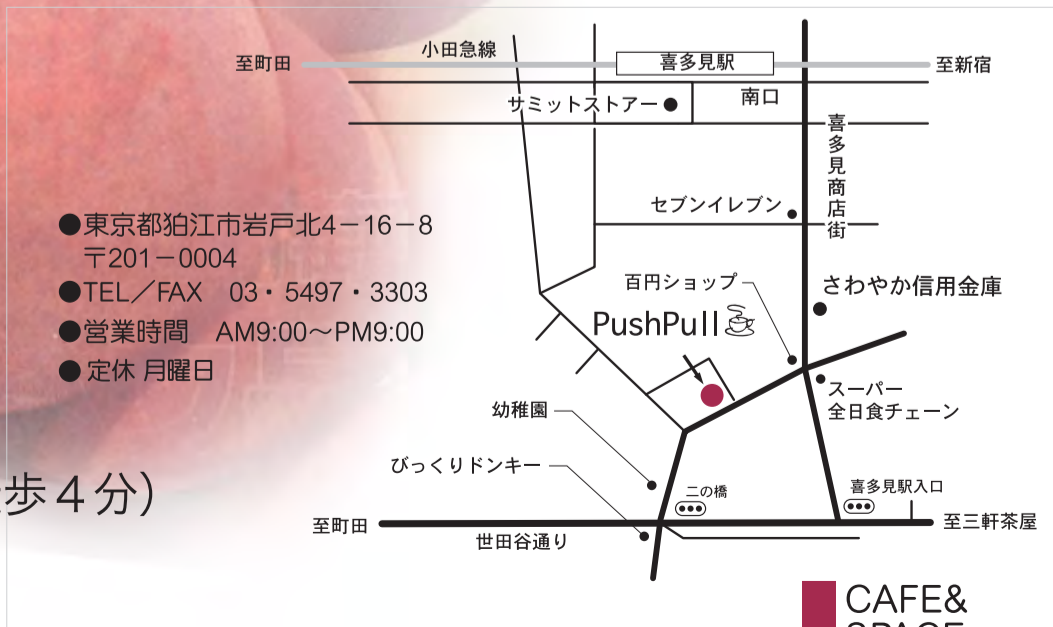 至町田
小田急線
喜多見駅
至新宿
サミットストアー
南口
喜多見商店街
セブンイレブン
●東京都狛江市岩戸北4−16−8
〒201−0004
●TEL／FAX　03・5497・3303
●営業時間　AM9:00〜PM9:00
●定休 月曜日
百円ショップ
さわやか信用金庫
PushPull
スーパー
全日食チェーン
幼稚園
びっくりドンキー
歩4分）
二の橋
喜多見駅入口
至町田
世田谷通り
至三軒茶屋
CAFE&
SPACE